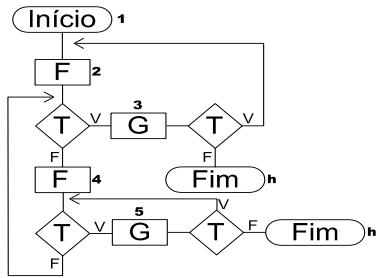 Início 1
F 2
3
T V G T V
F F
F 4 Fim h
V
5
T V G T F Fim h
F